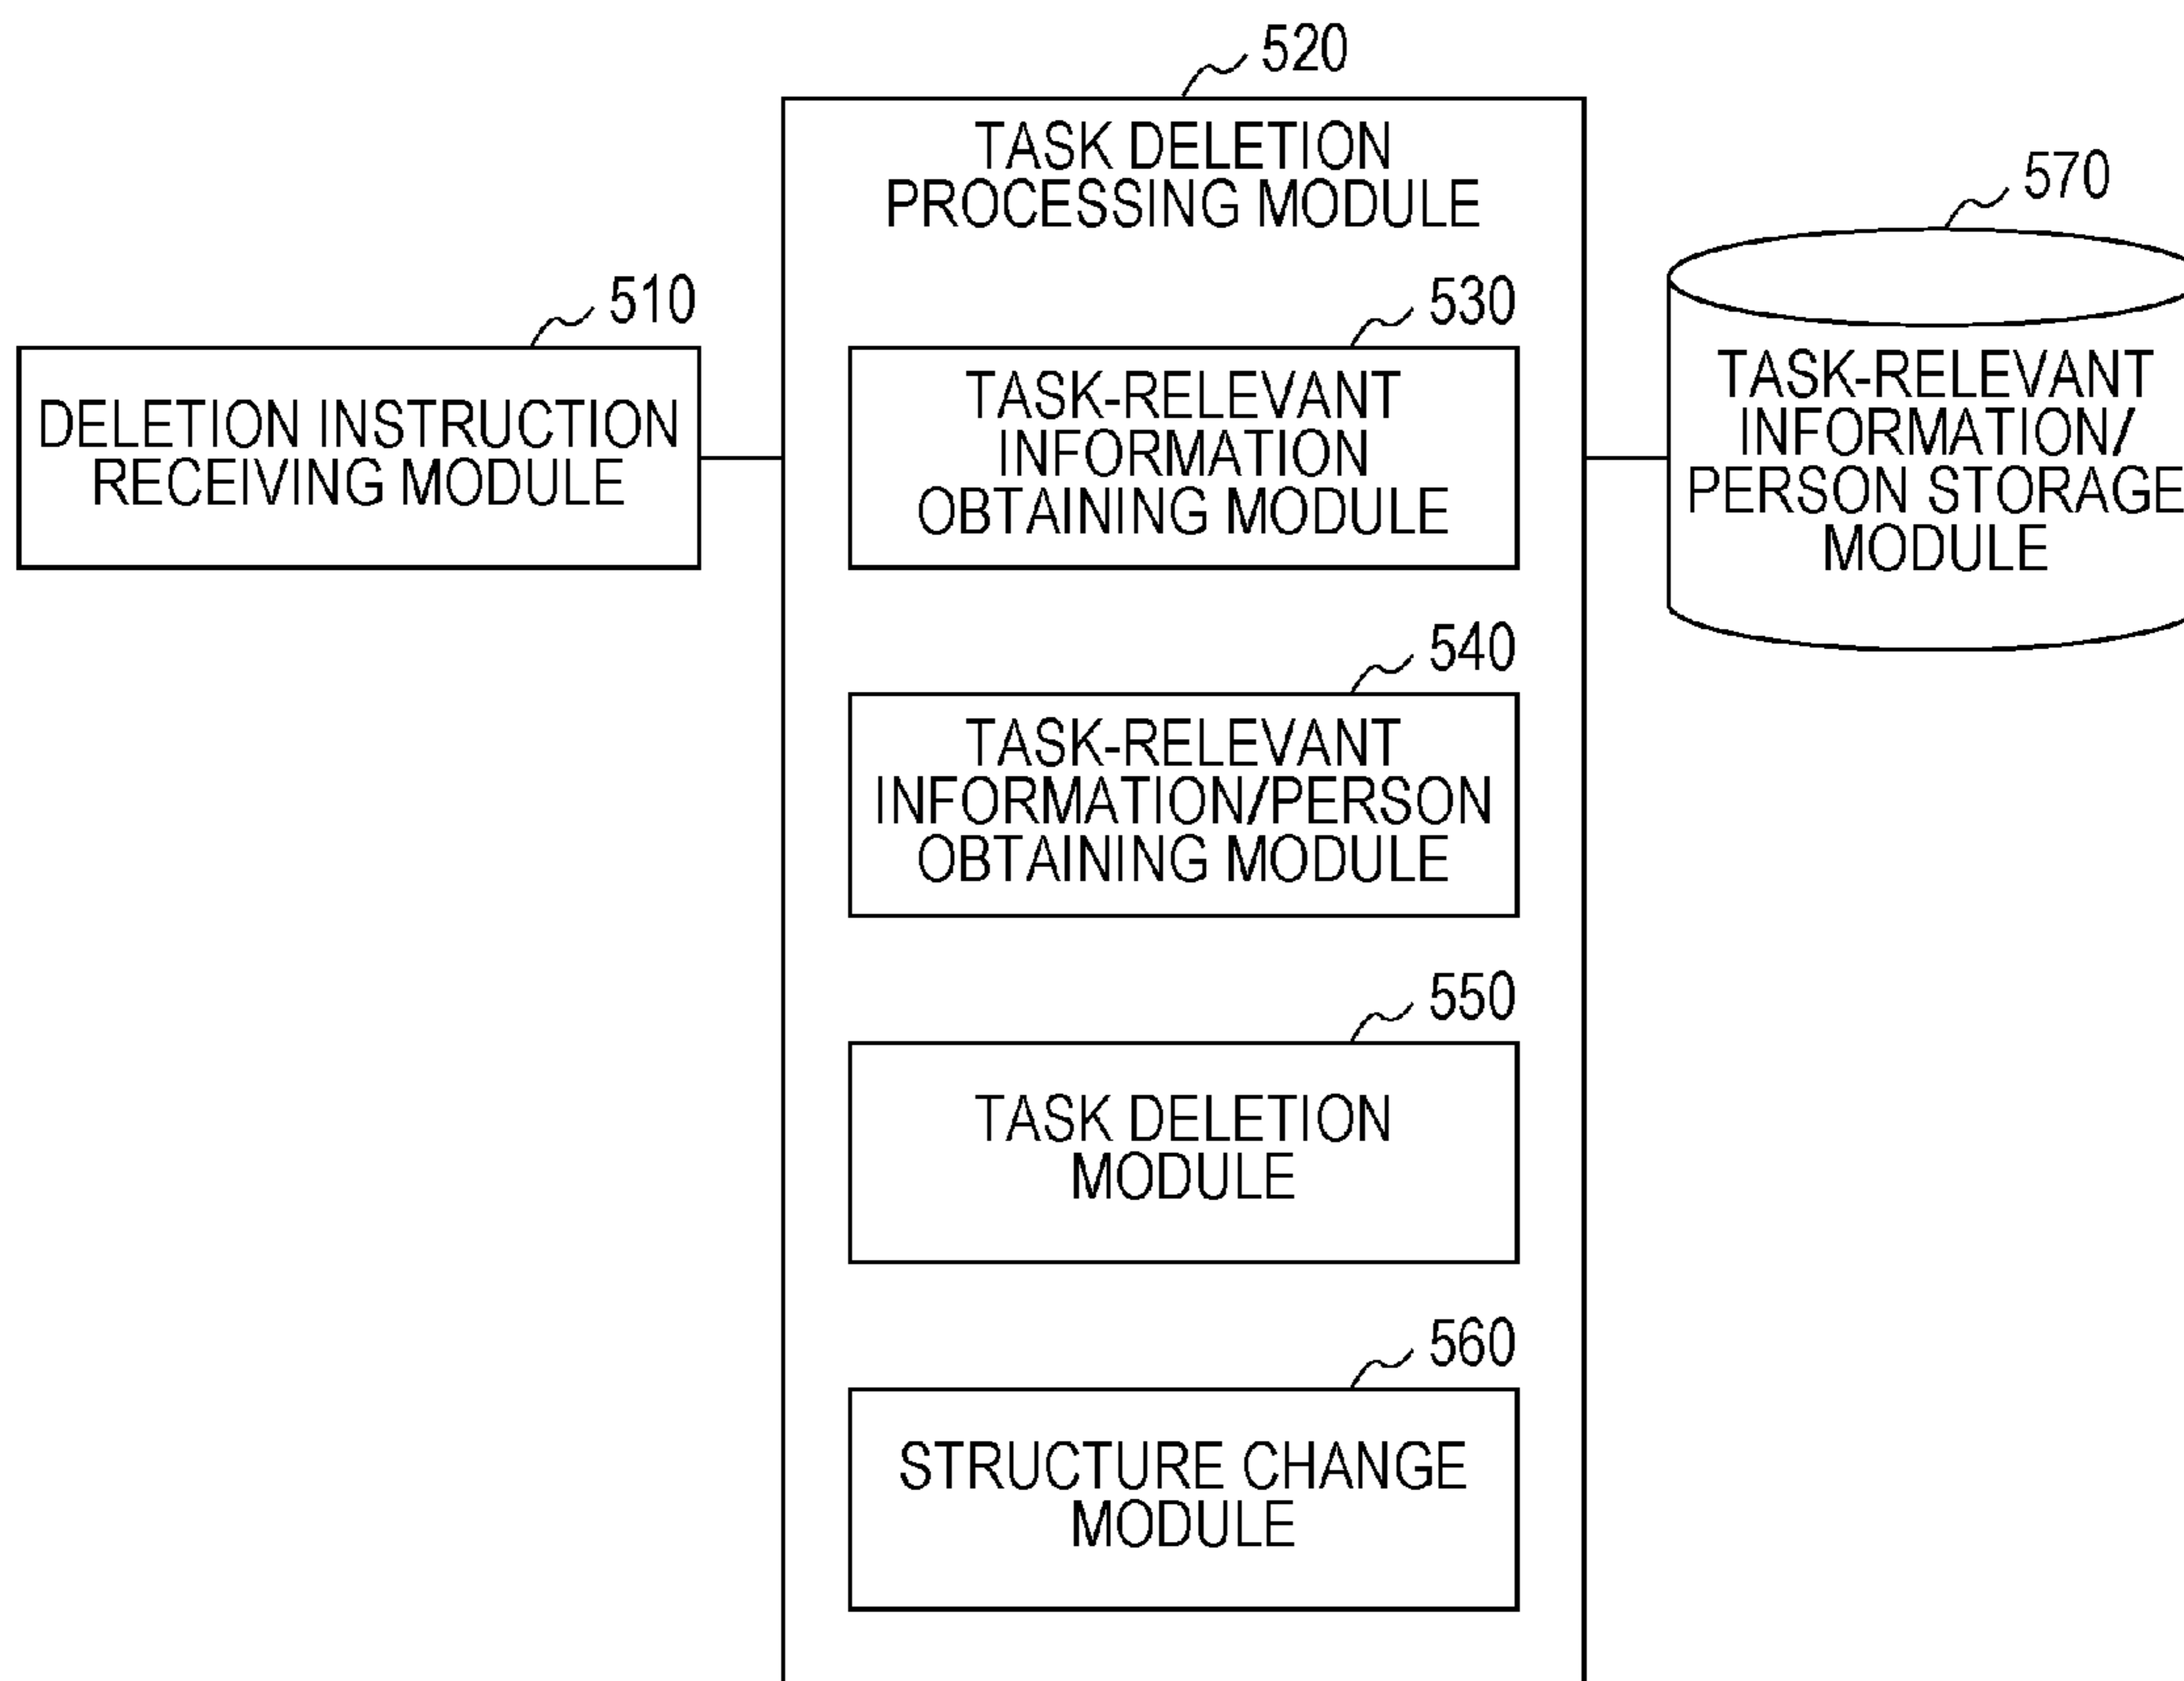 520
TASK DELETION
PROCESSING MODULE
570
510
530
DELETION INSTRUCTION
RECEIVING MODULE
TASK-RELEVANT
INFORMATION
OBTAINING MODULE
TASK-RELEVANT
INFORMATION/
PERSON STORAGE
MODULE
540
TASK-RELEVANT
INFORMATION/PERSON
OBTAINING MODULE
550
TASK DELETION
MODULE
560
STRUCTURE CHANGE
MODULE